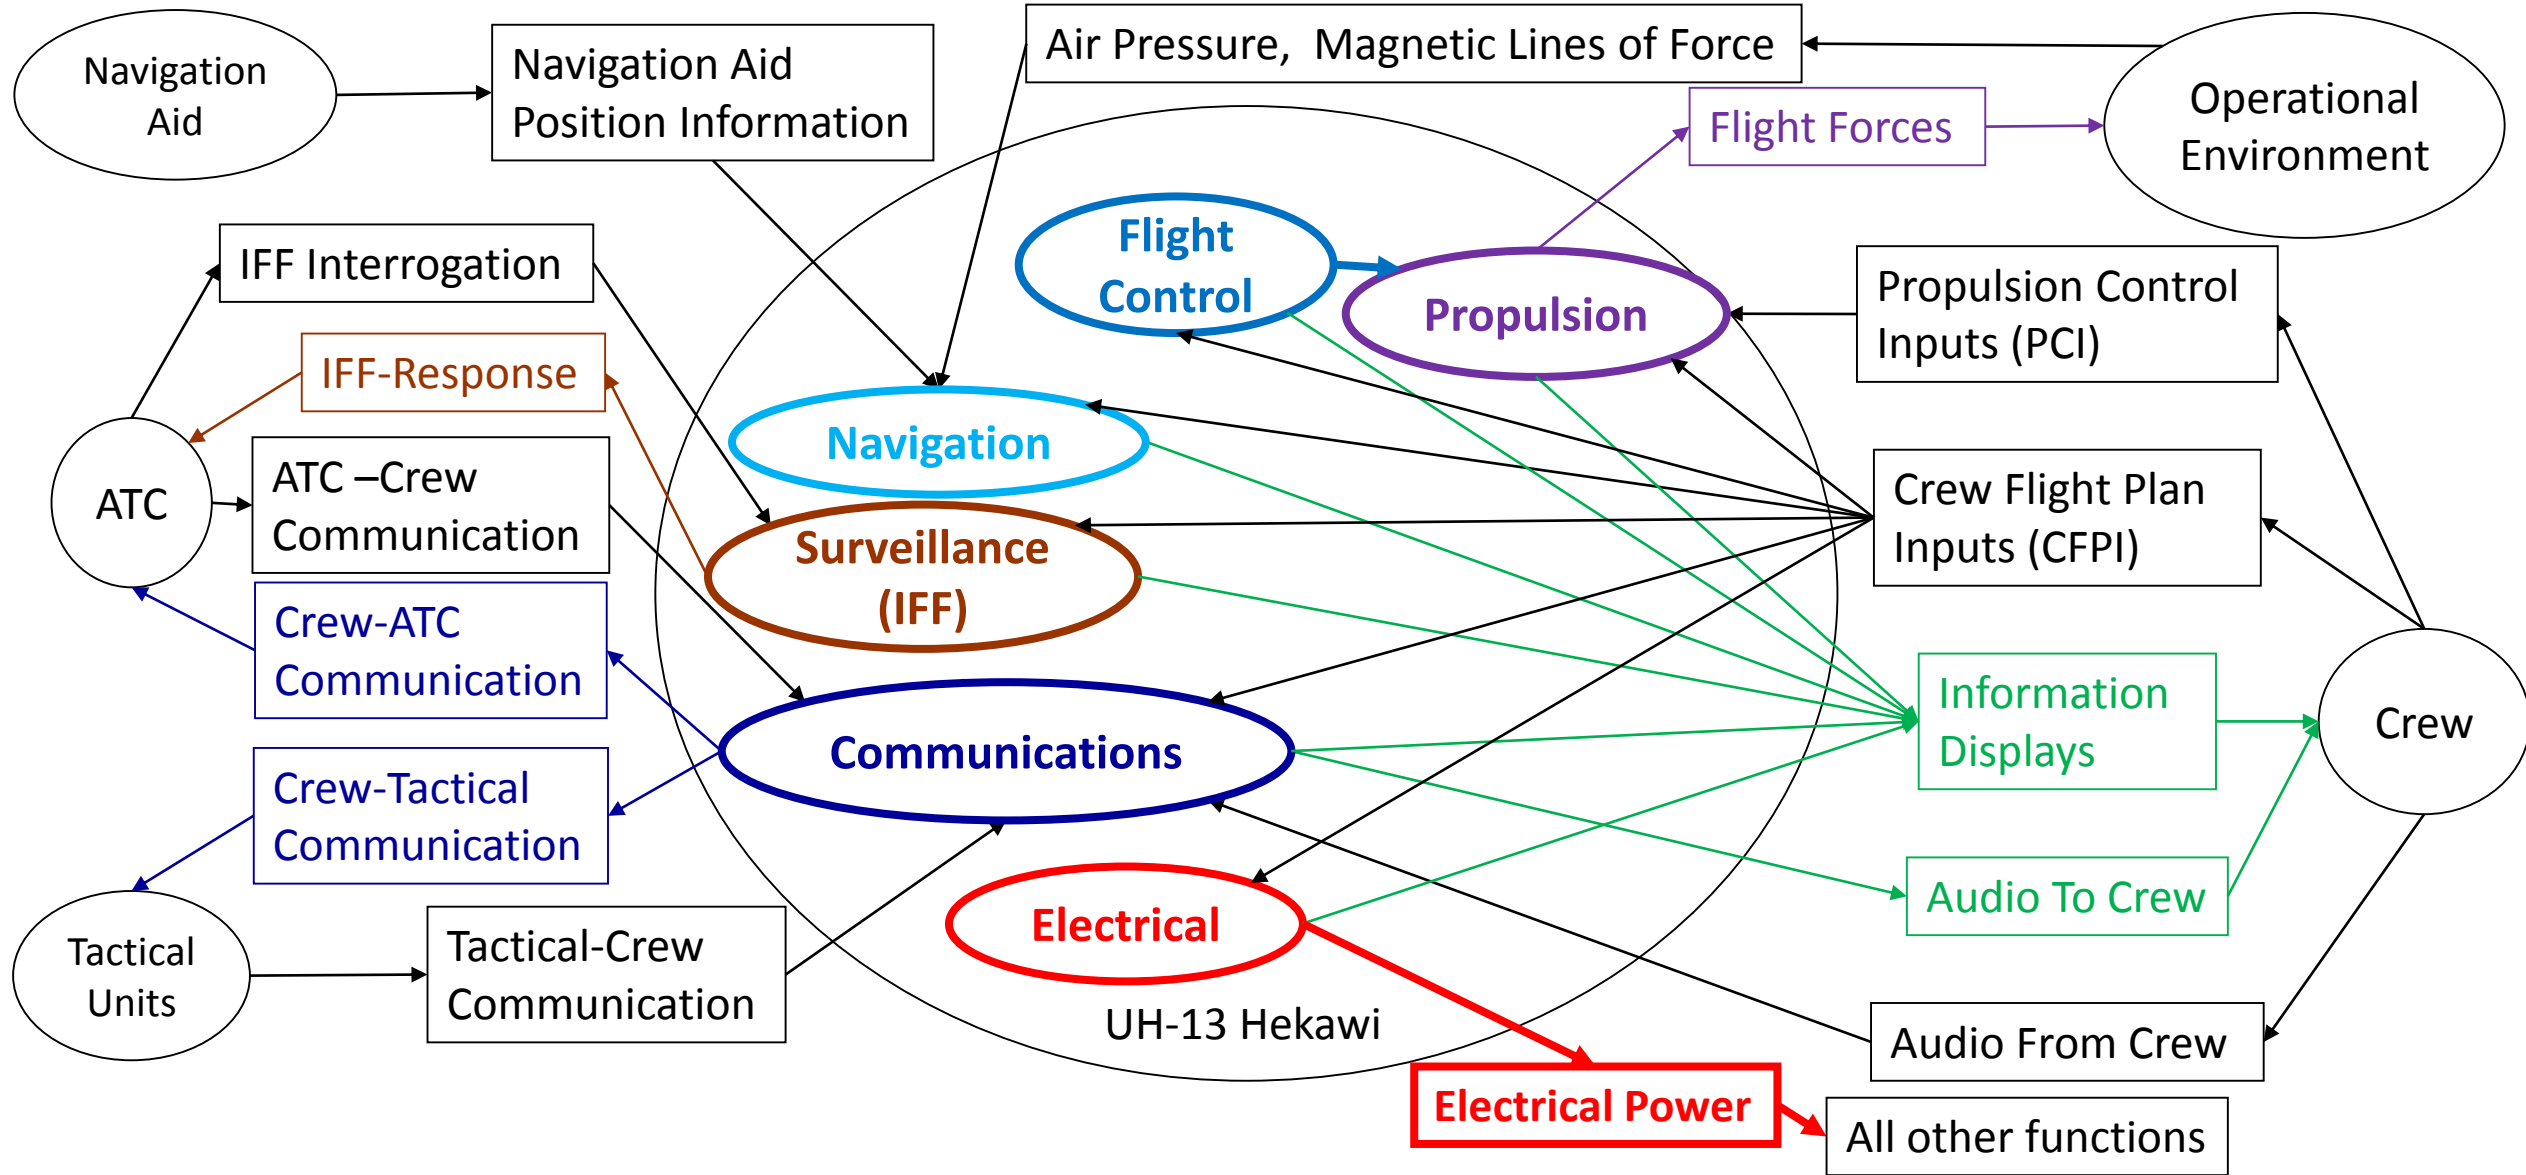 Navigation
Aid
Navigation Aid
Position Information
Air Pressure,  Magnetic Lines of Force
Operational
Environment
Flight Forces
IFF Interrogation
Flight
Control
Propulsion
Propulsion Control
Inputs (PCI)
IFF-Response
Navigation
ATC
ATC –Crew
Communication
Surveillance
(IFF)
Crew Flight Plan
Inputs (CFPI)
Crew-ATC
Communication
Communications
Information
Displays
Crew
Crew-Tactical
Communication
Audio To Crew
Electrical
Tactical
Units
Tactical-Crew
Communication
UH-13 Hekawi
Audio From Crew
Electrical Power
All other functions